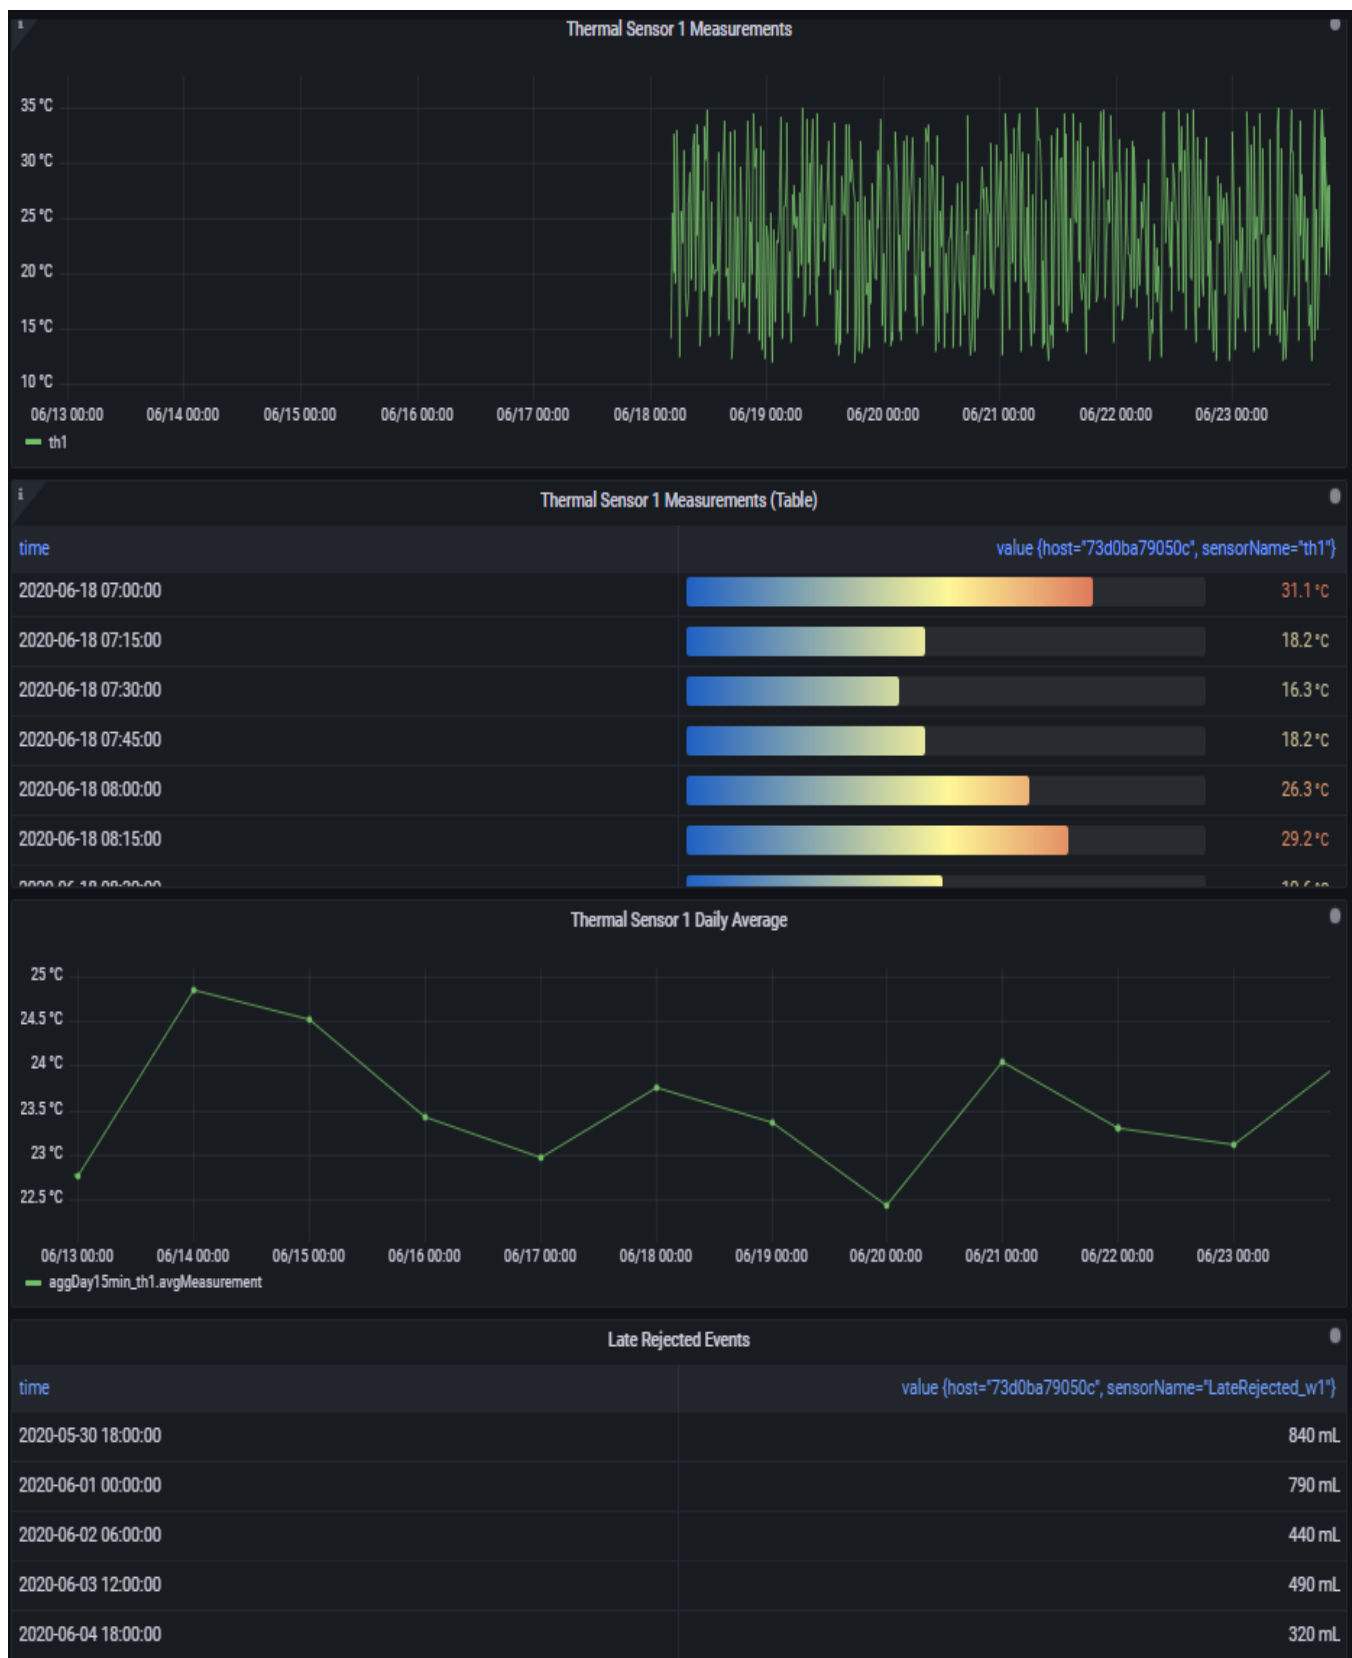 i
Thermal Sensor 1 Measurements
35 °C
30 °C
25 °C
20 °C
15 °C
10 °C
06/13 00:00 06/14 00:00 06/15 00:00 06/16 00:00 06/17 00:00 06/18 00:00 06/19 00:00 06/20 00:00 06/21 00:00 06/22 00:00 06/23 00:00
th1
i
Thermal Sensor 1 Measurements (Table)
time value {host="73d0ba79050c", sensorName="th1"}
2020-06-18 07:00:00 31.1 °C
2020-06-18 07:15:00 18.2 °C
2020-06-18 07:30:00 16.3 °C
2020-06-18 07:45:00 18.2 °C
2020-06-18 08:00:00 26.3 °C
2020-06-18 08:15:00 29.2 °C
Thermal Sensor 1 Daily Average
25 °C
24.5 °C
24 °C
23.5 °C
23 °C
22.5 °C
06/13 00:00 06/14 00:00 06/15 00:00 06/16 00:00 06/17 00:00 06/18 00:00 06/19 00:00 06/20 00:00 06/21 00:00 06/22 00:00 06/23 00:00
aggDay15min_th1.avgMeasurement
Late Rejected Events
time value {host="73d0ba79050c", sensorName="LateRejected_w1"}
2020-05-30 18:00:00 840 mL
2020-06-01 00:00:00 790 mL
2020-06-02 06:00:00 440 mL
2020-06-03 12:00:00 490 mL
2020-06-04 18:00:00 320 mL